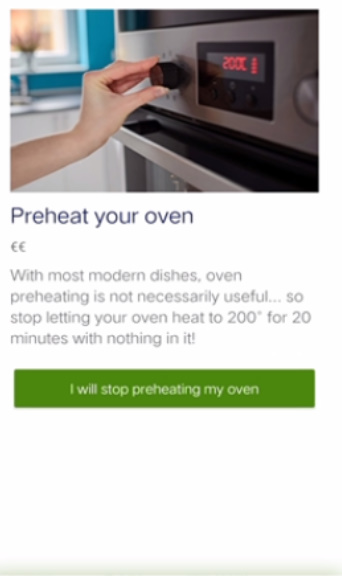 200C
Preheat your oven
€€
With most modern dishes, oven
preheating is not necessarily useful... so
stop letting your oven heat to 200° for 20
minutes with nothing in it!
I will stop preheating my oven